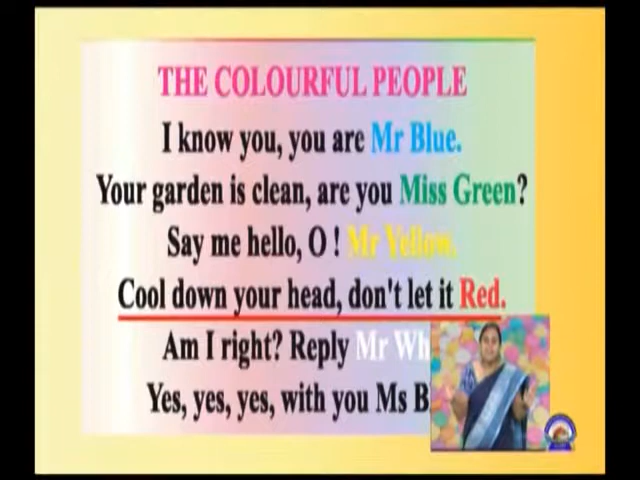 THE COLOURFUL PEOPLE
I know you, you are Mr Blue.
Your garden is clean, are you Miss Green?
Say me hello, O ! Mr Yellow.
Cool down your head, don't let it Red.
Am I right? Reply Mr Wh
Yes, yes, yes, with you Ms B